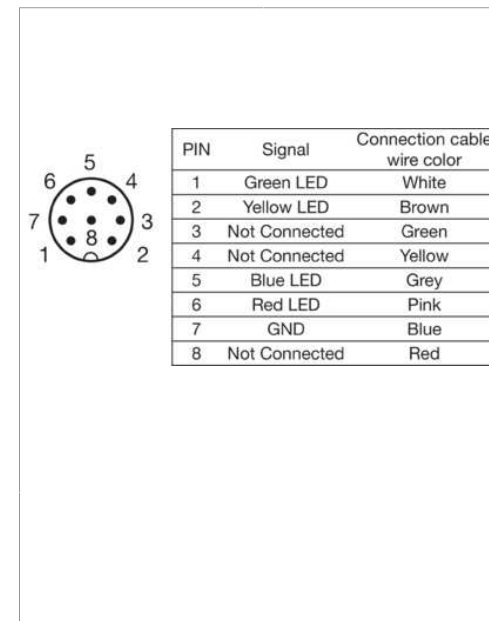 5
6 4
7 3
8
1 2
PIN Signal Connection cable
wire color
1 Green LED White
2 Yellow LED Brown
3 Not Connected Green
4 Not Connected Yellow
5 Blue LED Grey
6 Red LED Pink
7 GND Blue
8 Not Connected Red